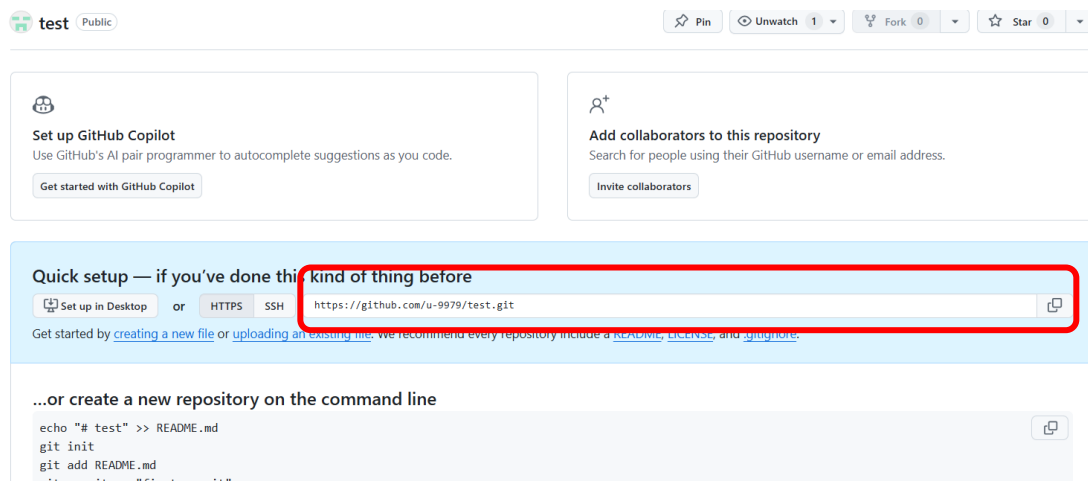 test Public
Pin Unwatch 1 Fork 0 Star 0
Set up GitHub Copilot
Use GitHub's AI pair programmer to autocomplete suggestions as you code.
Get started with GitHub Copilot
Add collaborators to this repository
Search for people using their GitHub username or email address.
Invite collaborators
Quick setup — if you've done this kind of thing before
Set up in Desktop or HTTPS SSH https://github.com/u-9979/test.git
Get started by creating a new file or uploading an existing file. We recommend every repository include a README, LICENSE, and .gitignore.
...or create a new repository on the command line
echo "# test" >> README.md
git init
git add README.md